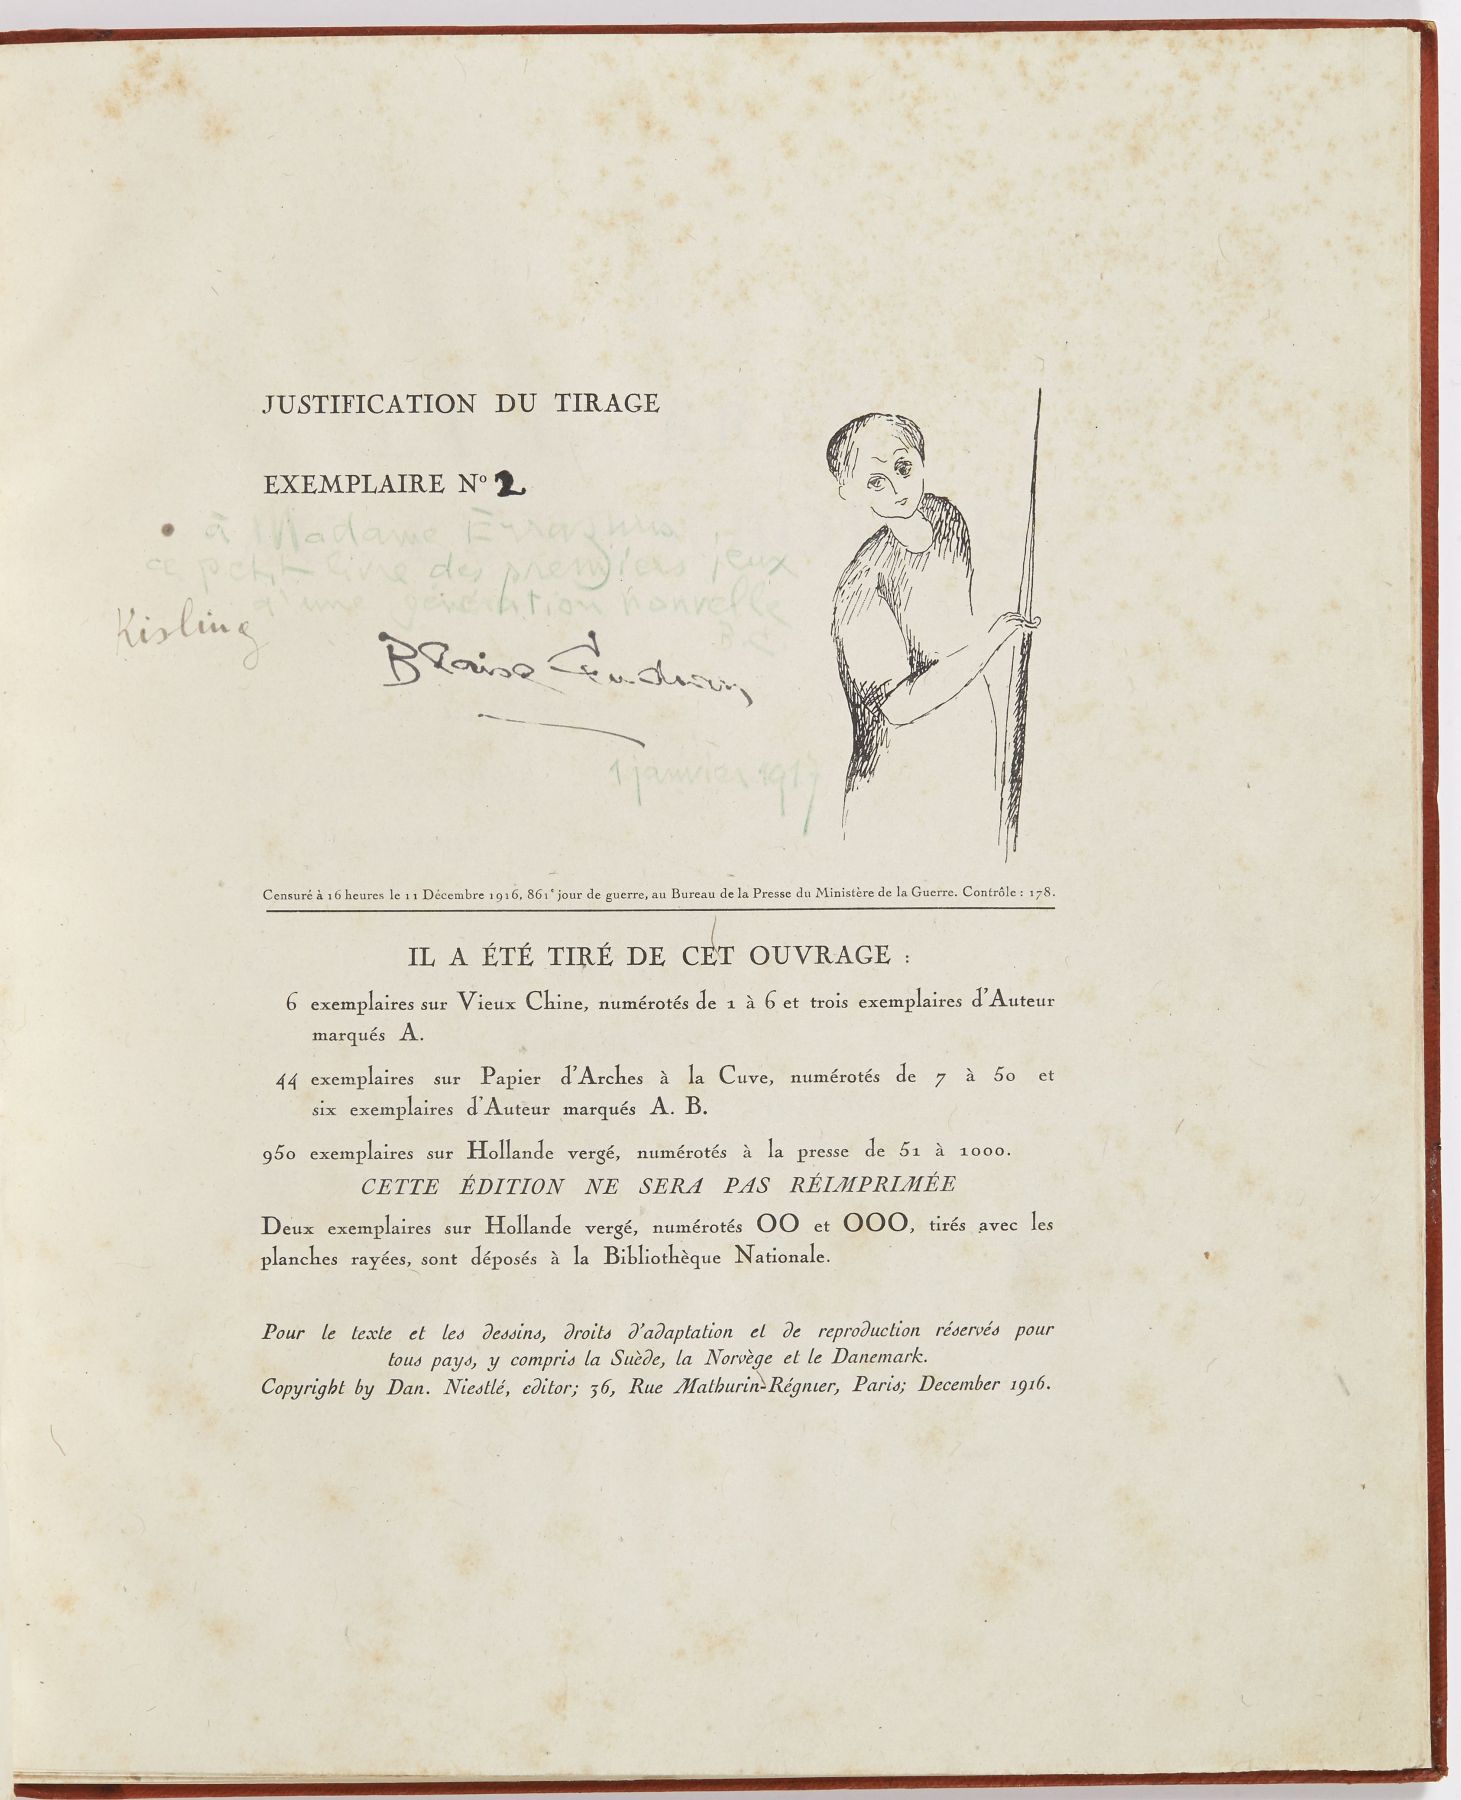 JUSTIFICATION DU TIRAGE
EXEMPLAIRE Nº 2
à Madame Errazuriz,
ce petit livre des premiers jeux
d'une génération nouvelle
B. C.
Kisling
Blaise Cendrars
1 janvier 1917
Censuré à 16 heures le 11 Décembre 1916, 861e jour de guerre, au Bureau de la Presse du Ministère de la Guerre. Contrôle : 178.
IL A ÉTÉ TIRÉ DE CET OUVRAGE :
6 exemplaires sur Vieux Chine, numérotés de 1 à 6 et trois exemplaires d'Auteur
marqués A.
44 exemplaires sur Papier d'Arches à la Cuve, numérotés de 7 à 50 et
six exemplaires d'Auteur marqués A. B.
950 exemplaires sur Hollande vergé, numérotés à la presse de 51 à 1000.
CETTE ÉDITION NE SERA PAS RÉIMPRIMÉE
Deux exemplaires sur Hollande vergé, numérotés OO et OOO, tirés avec les
planches rayées, sont déposés à la Bibliothèque Nationale.
Pour le texte et les dessins, droits d'adaptation et de reproduction réservés pour
tous pays, y compris la Suède, la Norvège et le Danemark.
Copyright by Dan. Niestlé, editor; 36, Rue Mathurin-Régnier, Paris; December 1916.